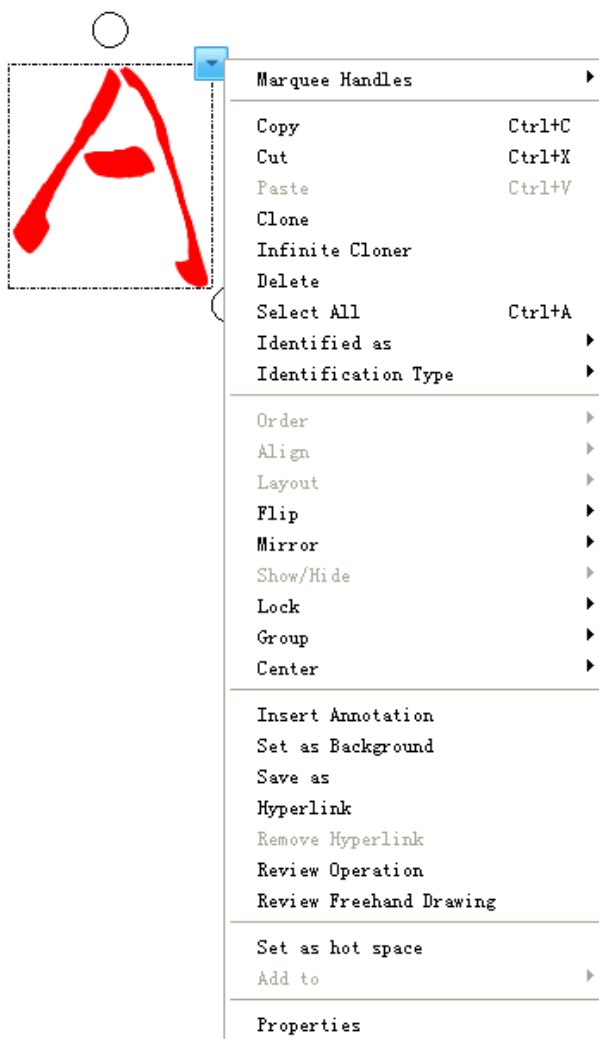 A
Marquee Handles
Copy Ctrl+C
Cut Ctrl+X
Paste Ctrl+V
Clone
Infinite Cloner
Delete
Select All Ctrl+A
Identified as
Identification Type
Order
Align
Layout
Flip
Mirror
Show/Hide
Lock
Group
Center
Insert Annotation
Set as Background
Save as
Hyperlink
Remove Hyperlink
Review Operation
Review Freehand Drawing
Set as hot space
Add to
Properties